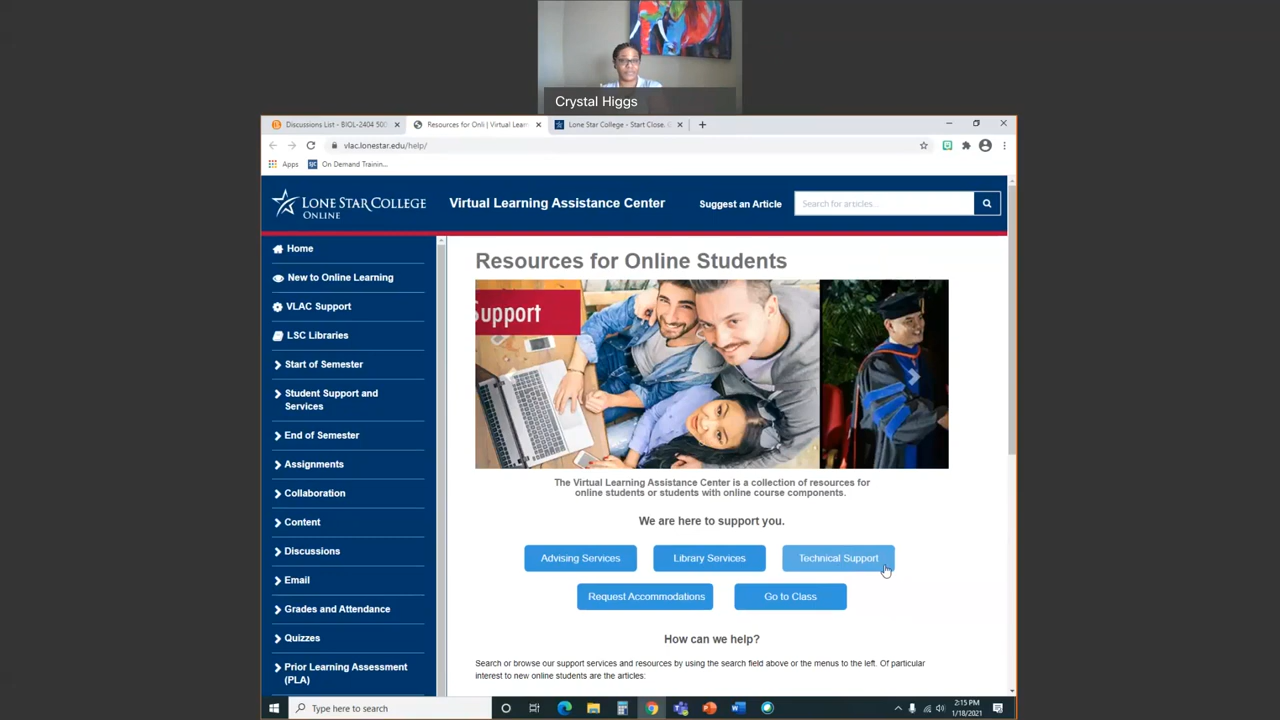 Crystal Higgs
Discussions List - BIOL-2404 500
Resources for Onli | Virtual Learn
Lone Star College - Start Close. G
vlac.lonestar.edu/help/
Apps
On Demand Trainin...
LONE STAR COLLEGE
ONLINE
Virtual Learning Assistance Center
Suggest an Article
Search for articles...
Home
New to Online Learning
VLAC Support
LSC Libraries
Start of Semester
Student Support and
Services
End of Semester
Assignments
Collaboration
Content
Discussions
Email
Grades and Attendance
Quizzes
Prior Learning Assessment
(PLA)
Resources for Online Students
Support
The Virtual Learning Assistance Center is a collection of resources for
online students or students with online course components.
We are here to support you.
Advising Services
Library Services
Technical Support
Request Accommodations
Go to Class
How can we help?
Search or browse our support services and resources by using the search field above or the menus to the left. Of particular
interest to new online students are the articles:
Type here to search
2:15 PM
1/18/2021